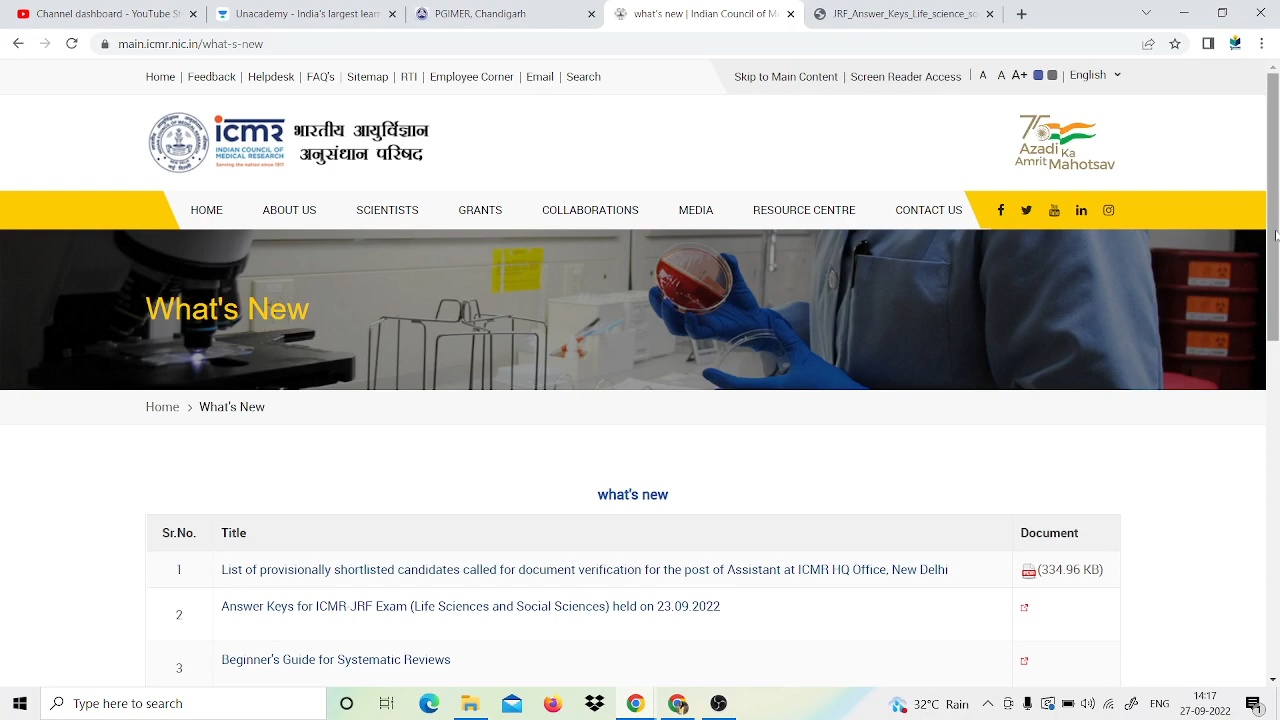 Channel dashboard - YouTube St
Last 1 year
PGIMER, Chandigarh
what's new | Indian Council of M
JRF_Answer_Keys_life_science_so
main.icmr.nic.in/what-s-new
Home | Feedback | Helpdesk | FAQ's | Sitemap | RTI | Employee Corner | Email | Search
Skip to Main Content | Screen Reader Access | A A A+ | English
icmr
INDIAN COUNCIL OF
MEDICAL RESEARCH
Serving the nation since 1911
भारतीय आयुर्विज्ञान
अनुसंधान परिषद
75
Azadi Ka
Amrit Mahotsav
HOME ABOUT US SCIENTISTS GRANTS COLLABORATIONS MEDIA RESOURCE CENTRE CONTACT US
What's New
Home > What's New
what's new
Sr.No. Title Document
1 List of provisionally shortlisted candidates called for document verification for the post of Assistant at ICMR HQ Office, New Delhi (334.96 KB)
2 Answer Keys for ICMR-JRF Exam (Life Sciences and Social Sciences) held on 23.09.2022
3 Beginner's Guide for Systematic Reviews
Type here to search
32°C Rain
14:17
27-09-2022